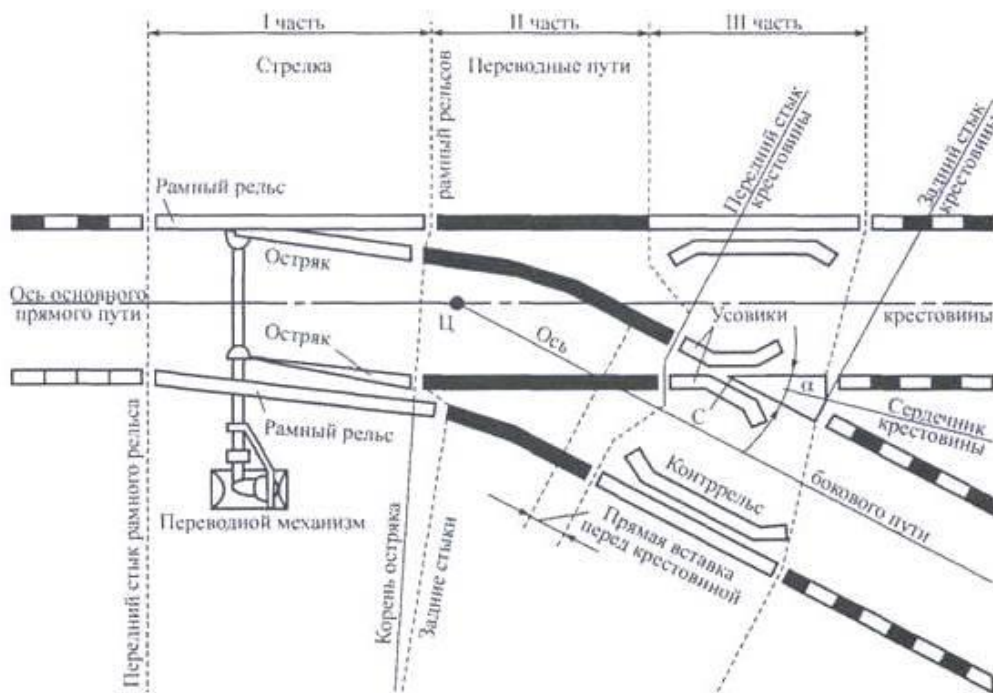 I часть
II часть
III часть
Стрелка
Переводные пути
рамный рельсов
Передний стык
крестовины
Задний стык
крестовины
Рамный рельс
Остряк
Ось основного
прямого пути
Ц
Ось
Усовики
крестовины
Остряк
α
С
Сердечник
крестовины
Рамный рельс
Контррельс
бокового пути
Переводной механизм
Прямая вставка
перед крестовиной
Передний стык рамного рельса
Корень остряка
Задние стыки